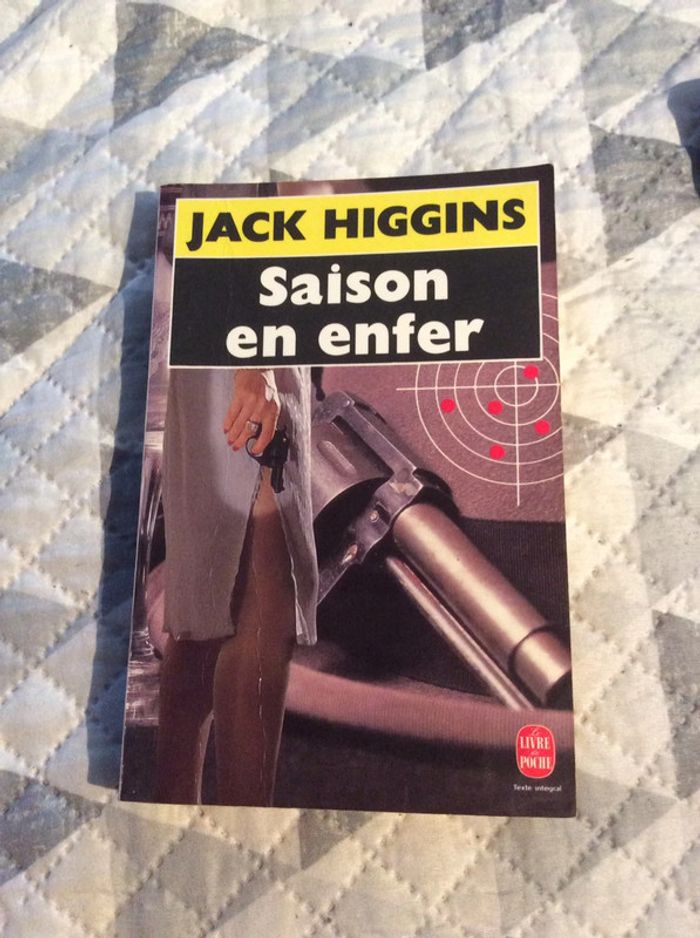 JACK HIGGINS
Saison
en enfer
Le
LIVRE
de
POCHE
Texte intégral